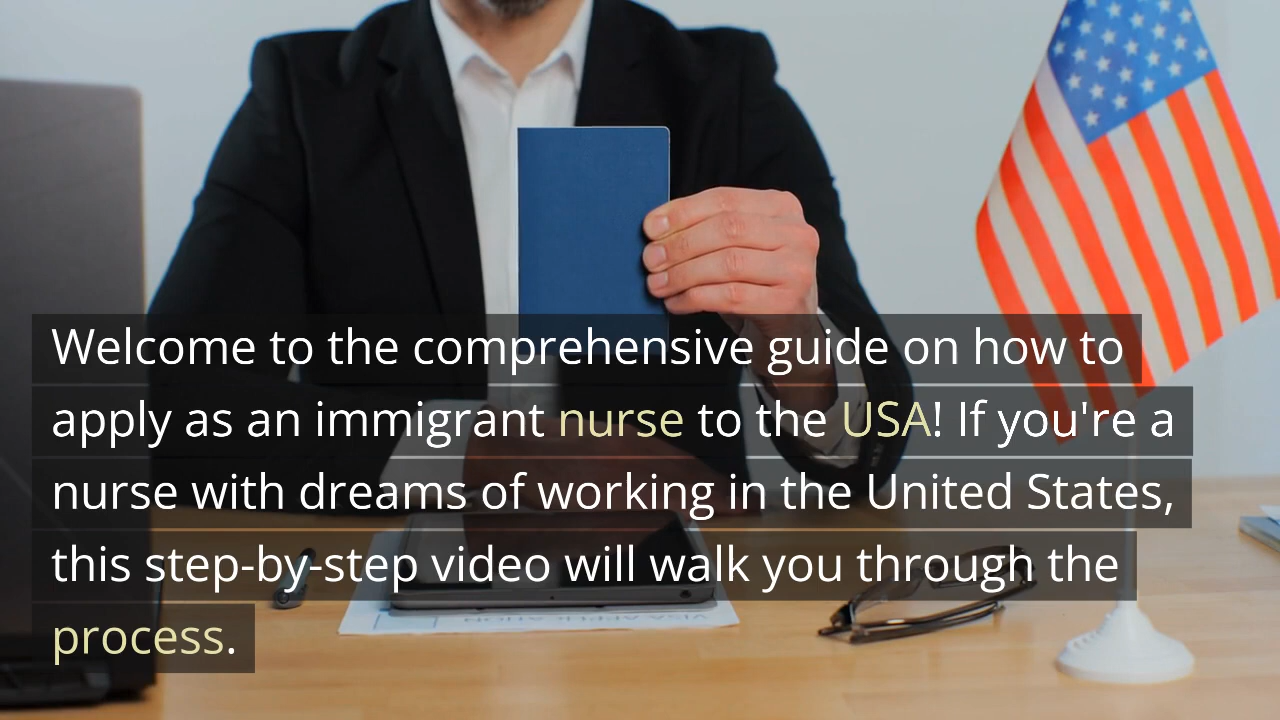 Welcome to the comprehensive guide on how to
apply as an immigrant nurse to the USA! If you're a
nurse with dreams of working in the United States,
this step-by-step video will walk you through the
process.
VISA APPLICATION